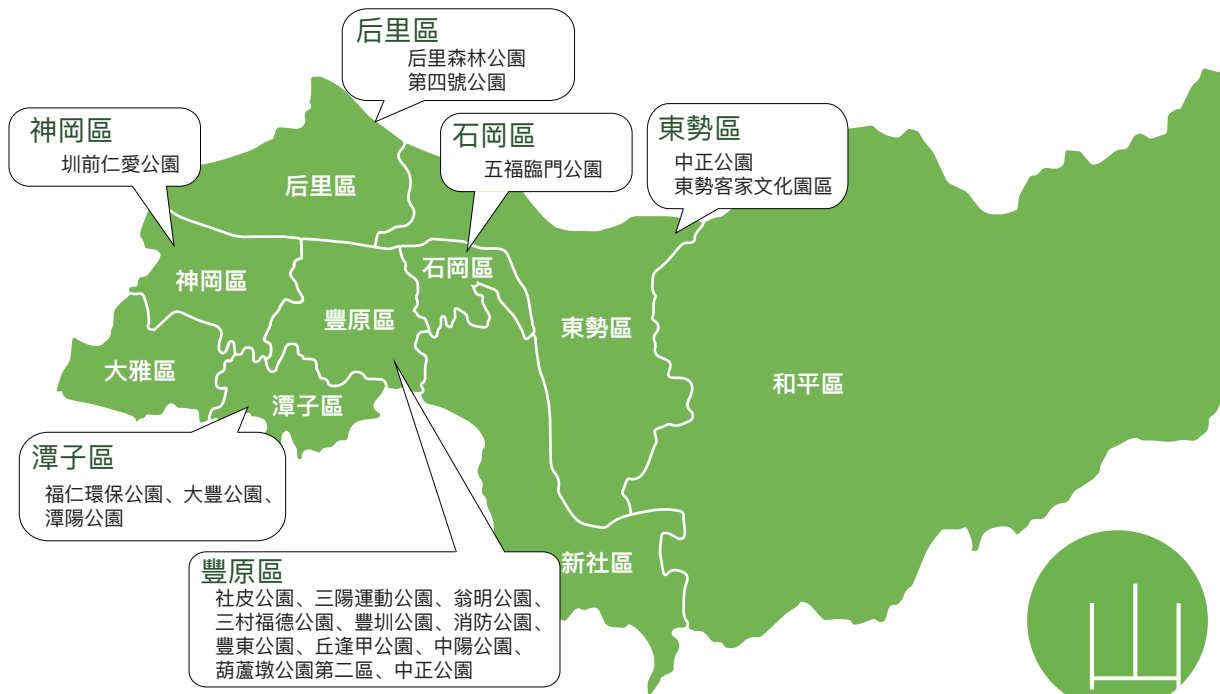 后里區
后里森林公園
第四號公園
神岡區
圳前仁愛公園
石岡區
五福臨門公園
東勢區
中正公園
東勢客家文化園區
后里區
神岡區
石岡區
豐原區
東勢區
大雅區
潭子區
和平區
新社區
潭子區
福仁環保公園、大豐公園、
潭陽公園
豐原區
社皮公園、三陽運動公園、翁明公園、
三村福德公園、豐圳公園、消防公園、
豐東公園、丘逢甲公園、中陽公園、
葫蘆墩公園第二區、中正公園
山